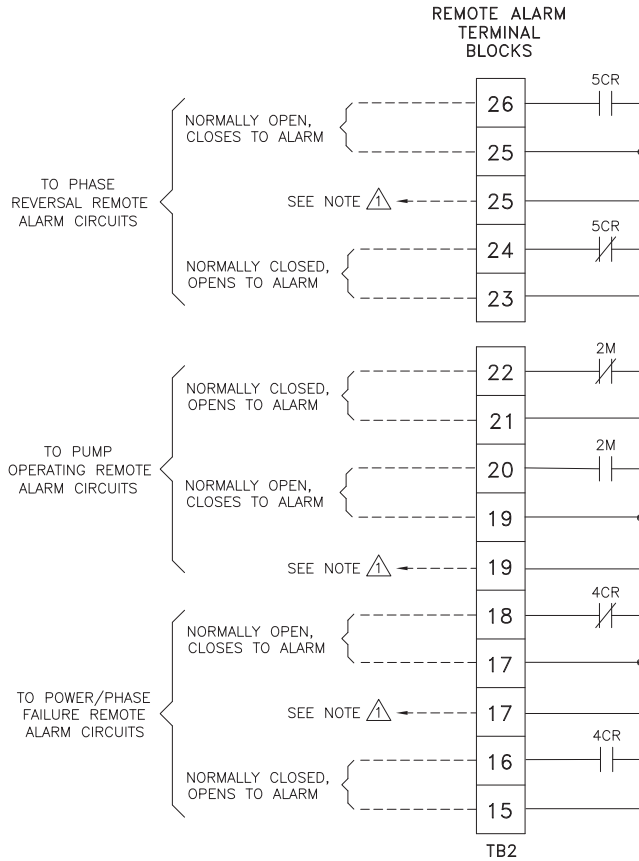 REMOTE ALARM
TERMINAL
BLOCKS
5CR
26
NORMALLY OPEN,
CLOSES TO ALARM
25
TO PHASE
REVERSAL REMOTE
ALARM CIRCUITS
SEE NOTE 1
25
5CR
24
NORMALLY CLOSED,
OPENS TO ALARM
23
2M
22
NORMALLY CLOSED,
OPENS TO ALARM
21
TO PUMP
OPERATING REMOTE
ALARM CIRCUITS
2M
20
NORMALLY OPEN,
CLOSES TO ALARM
19
SEE NOTE 1
19
4CR
18
NORMALLY OPEN,
CLOSES TO ALARM
17
TO POWER/PHASE
FAILURE REMOTE
ALARM CIRCUITS
SEE NOTE 1
17
4CR
16
NORMALLY CLOSED,
OPENS TO ALARM
15
TB2